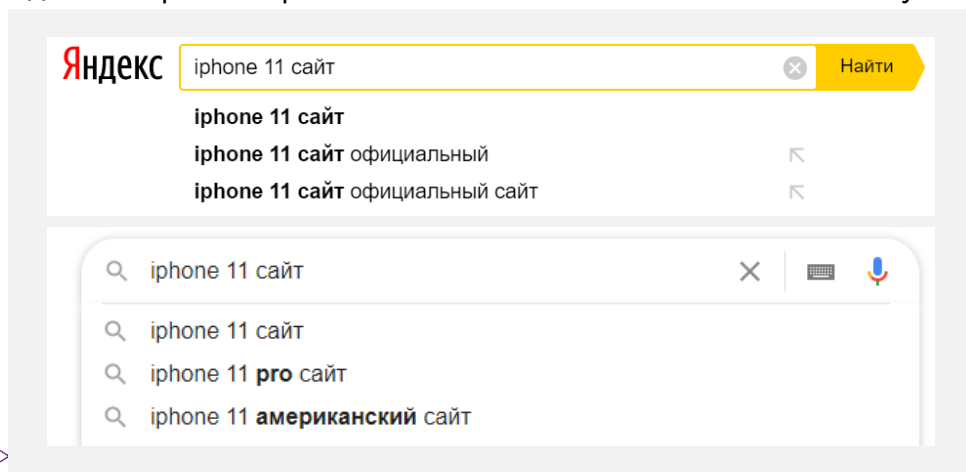 Яндекс iphone 11 сайт Найти
iphone 11 сайт
iphone 11 сайт официальный
iphone 11 сайт официальный сайт
iphone 11 сайт
iphone 11 сайт
iphone 11 pro сайт
iphone 11 американский сайт